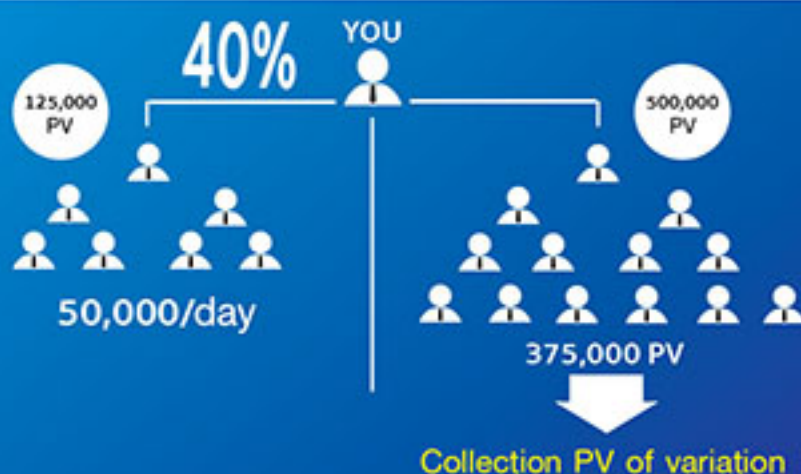 YOU
40%
125,000
PV
500,000
PV
50,000/day
375,000 PV
Collection PV of variation